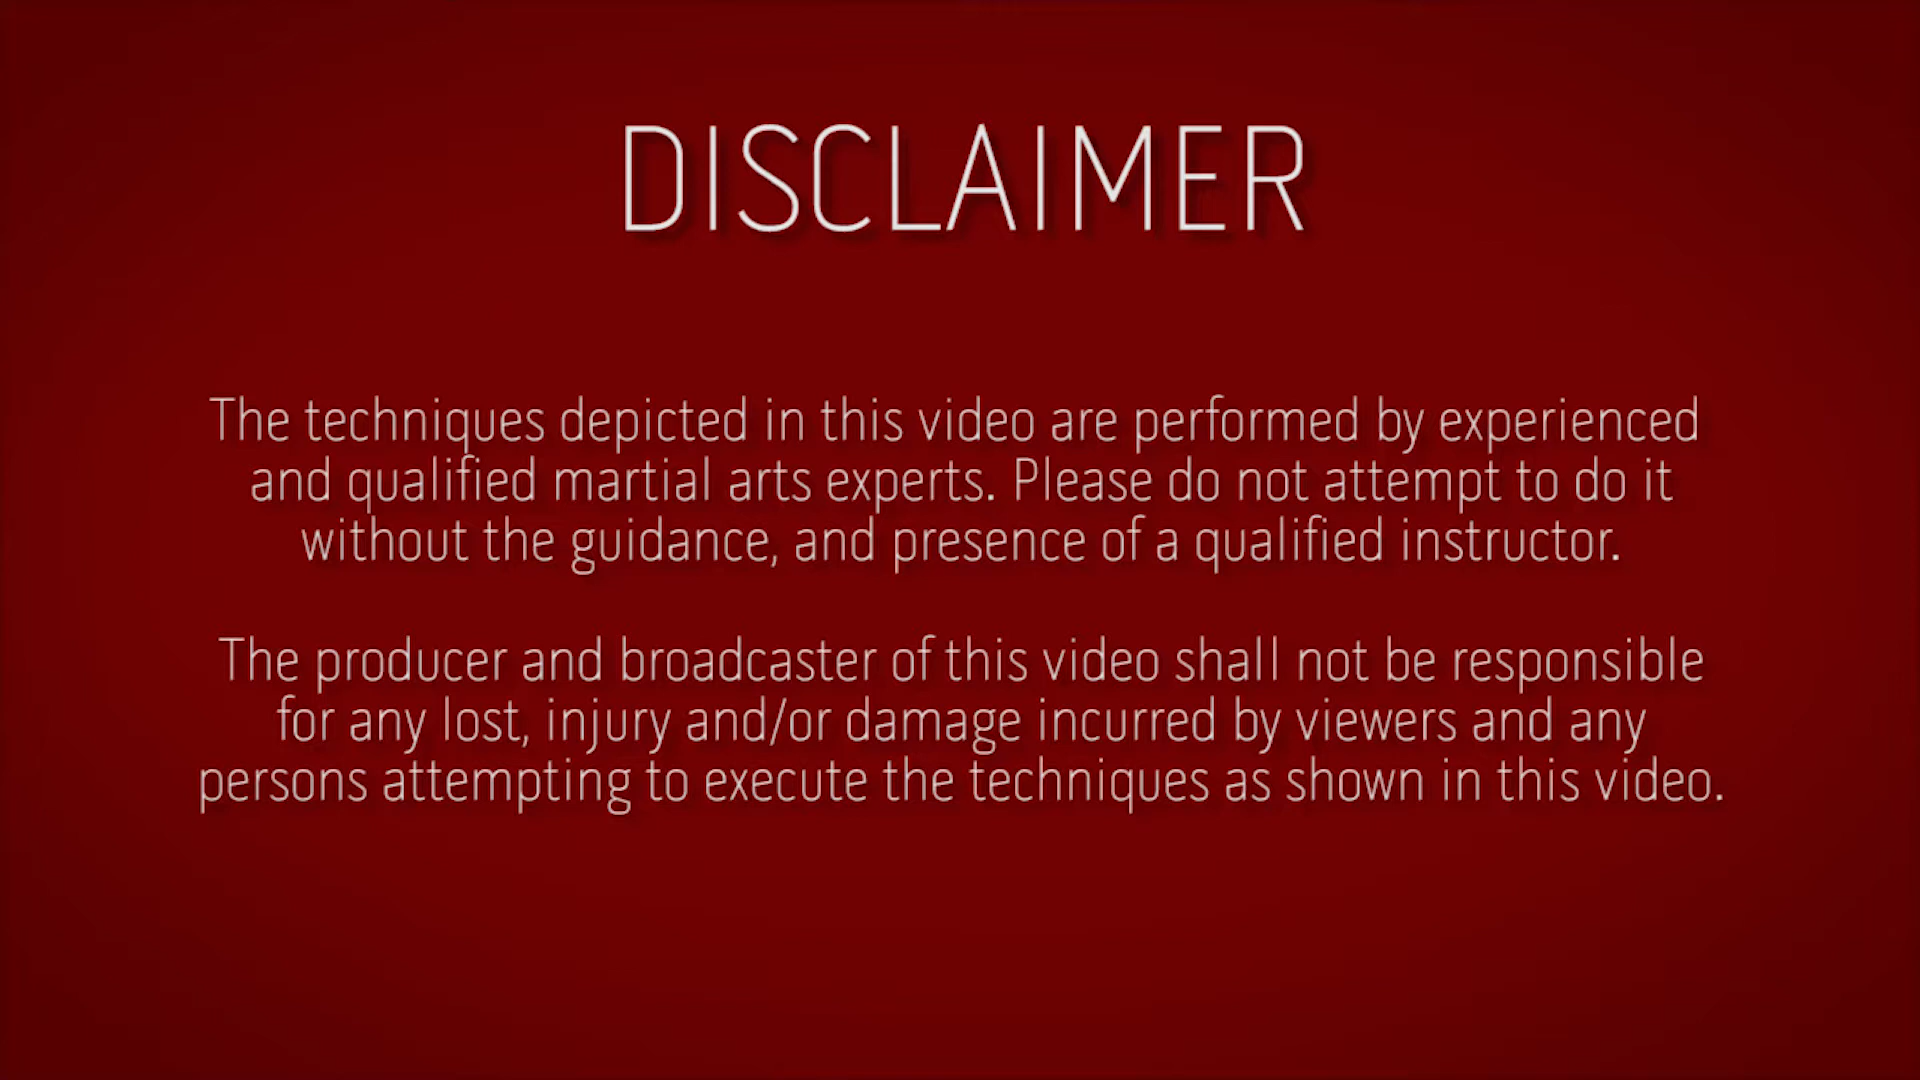 DISCLAIMER
The techniques depicted in this video are performed by experienced
and qualified martial arts experts. Please do not attempt to do it
without the guidance, and presence of a qualified instructor.
The producer and broadcaster of this video shall not be responsible
for any lost, injury and/or damage incurred by viewers and any
persons attempting to execute the techniques as shown in this video.